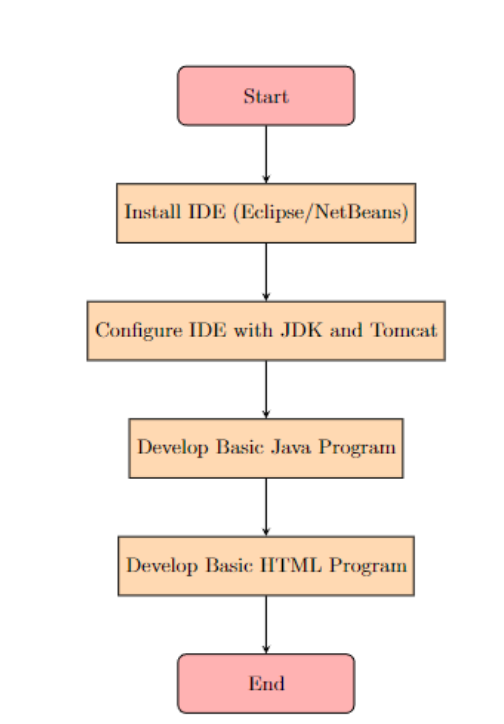 Start
Install IDE (Eclipse/NetBeans)
Configure IDE with JDK and Tomcat
Develop Basic Java Program
Develop Basic HTML Program
End